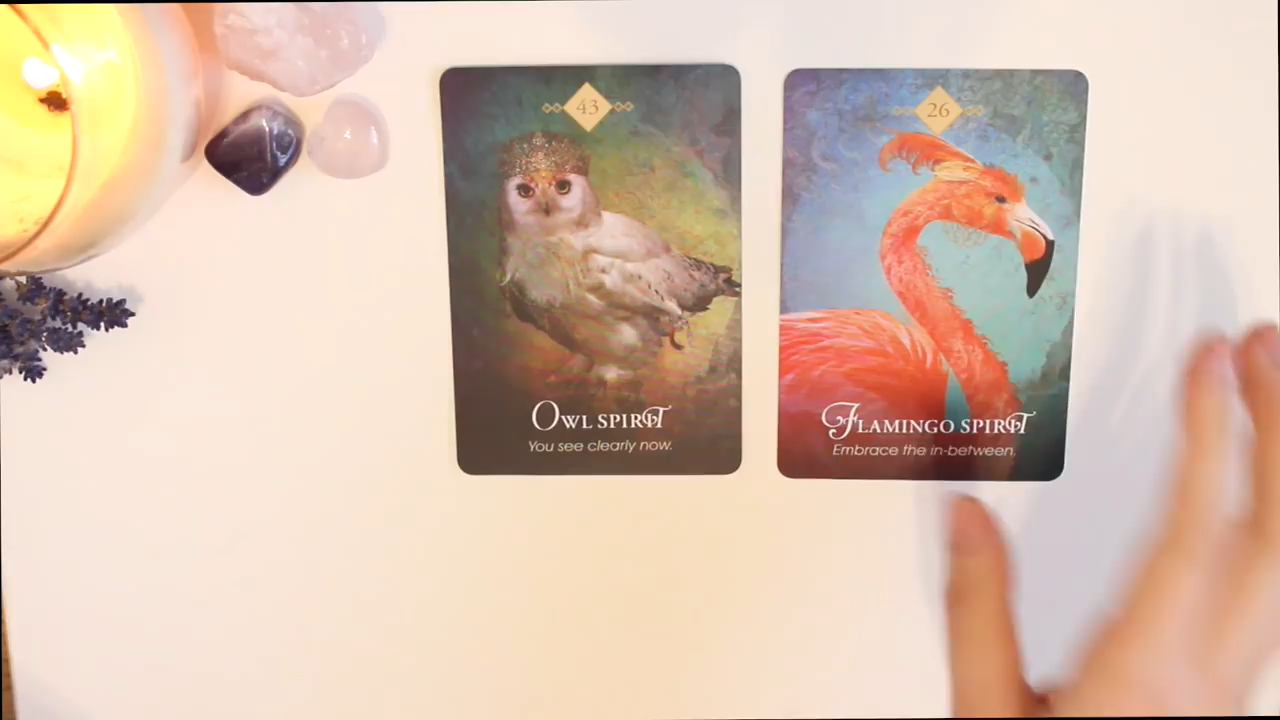 43
OWL SPIRIT
You see clearly now.
26
FLAMINGO SPIRIT
Embrace the in-between.